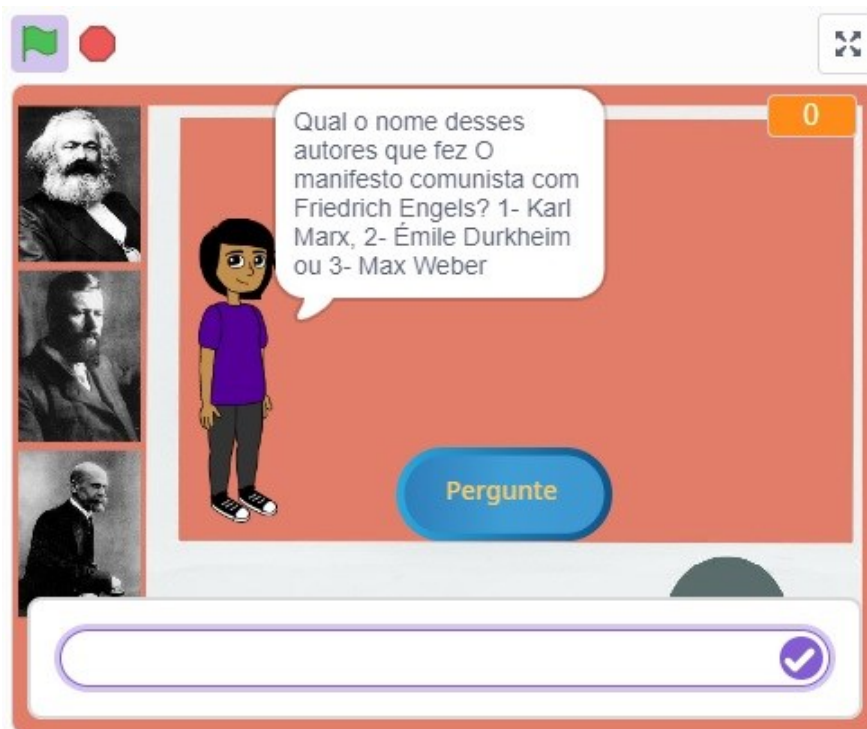 0
Qual o nome desses
autores que fez O
manifesto comunista com
Friedrich Engels? 1- Karl
Marx, 2- Émile Durkheim
ou 3- Max Weber
Pergunte